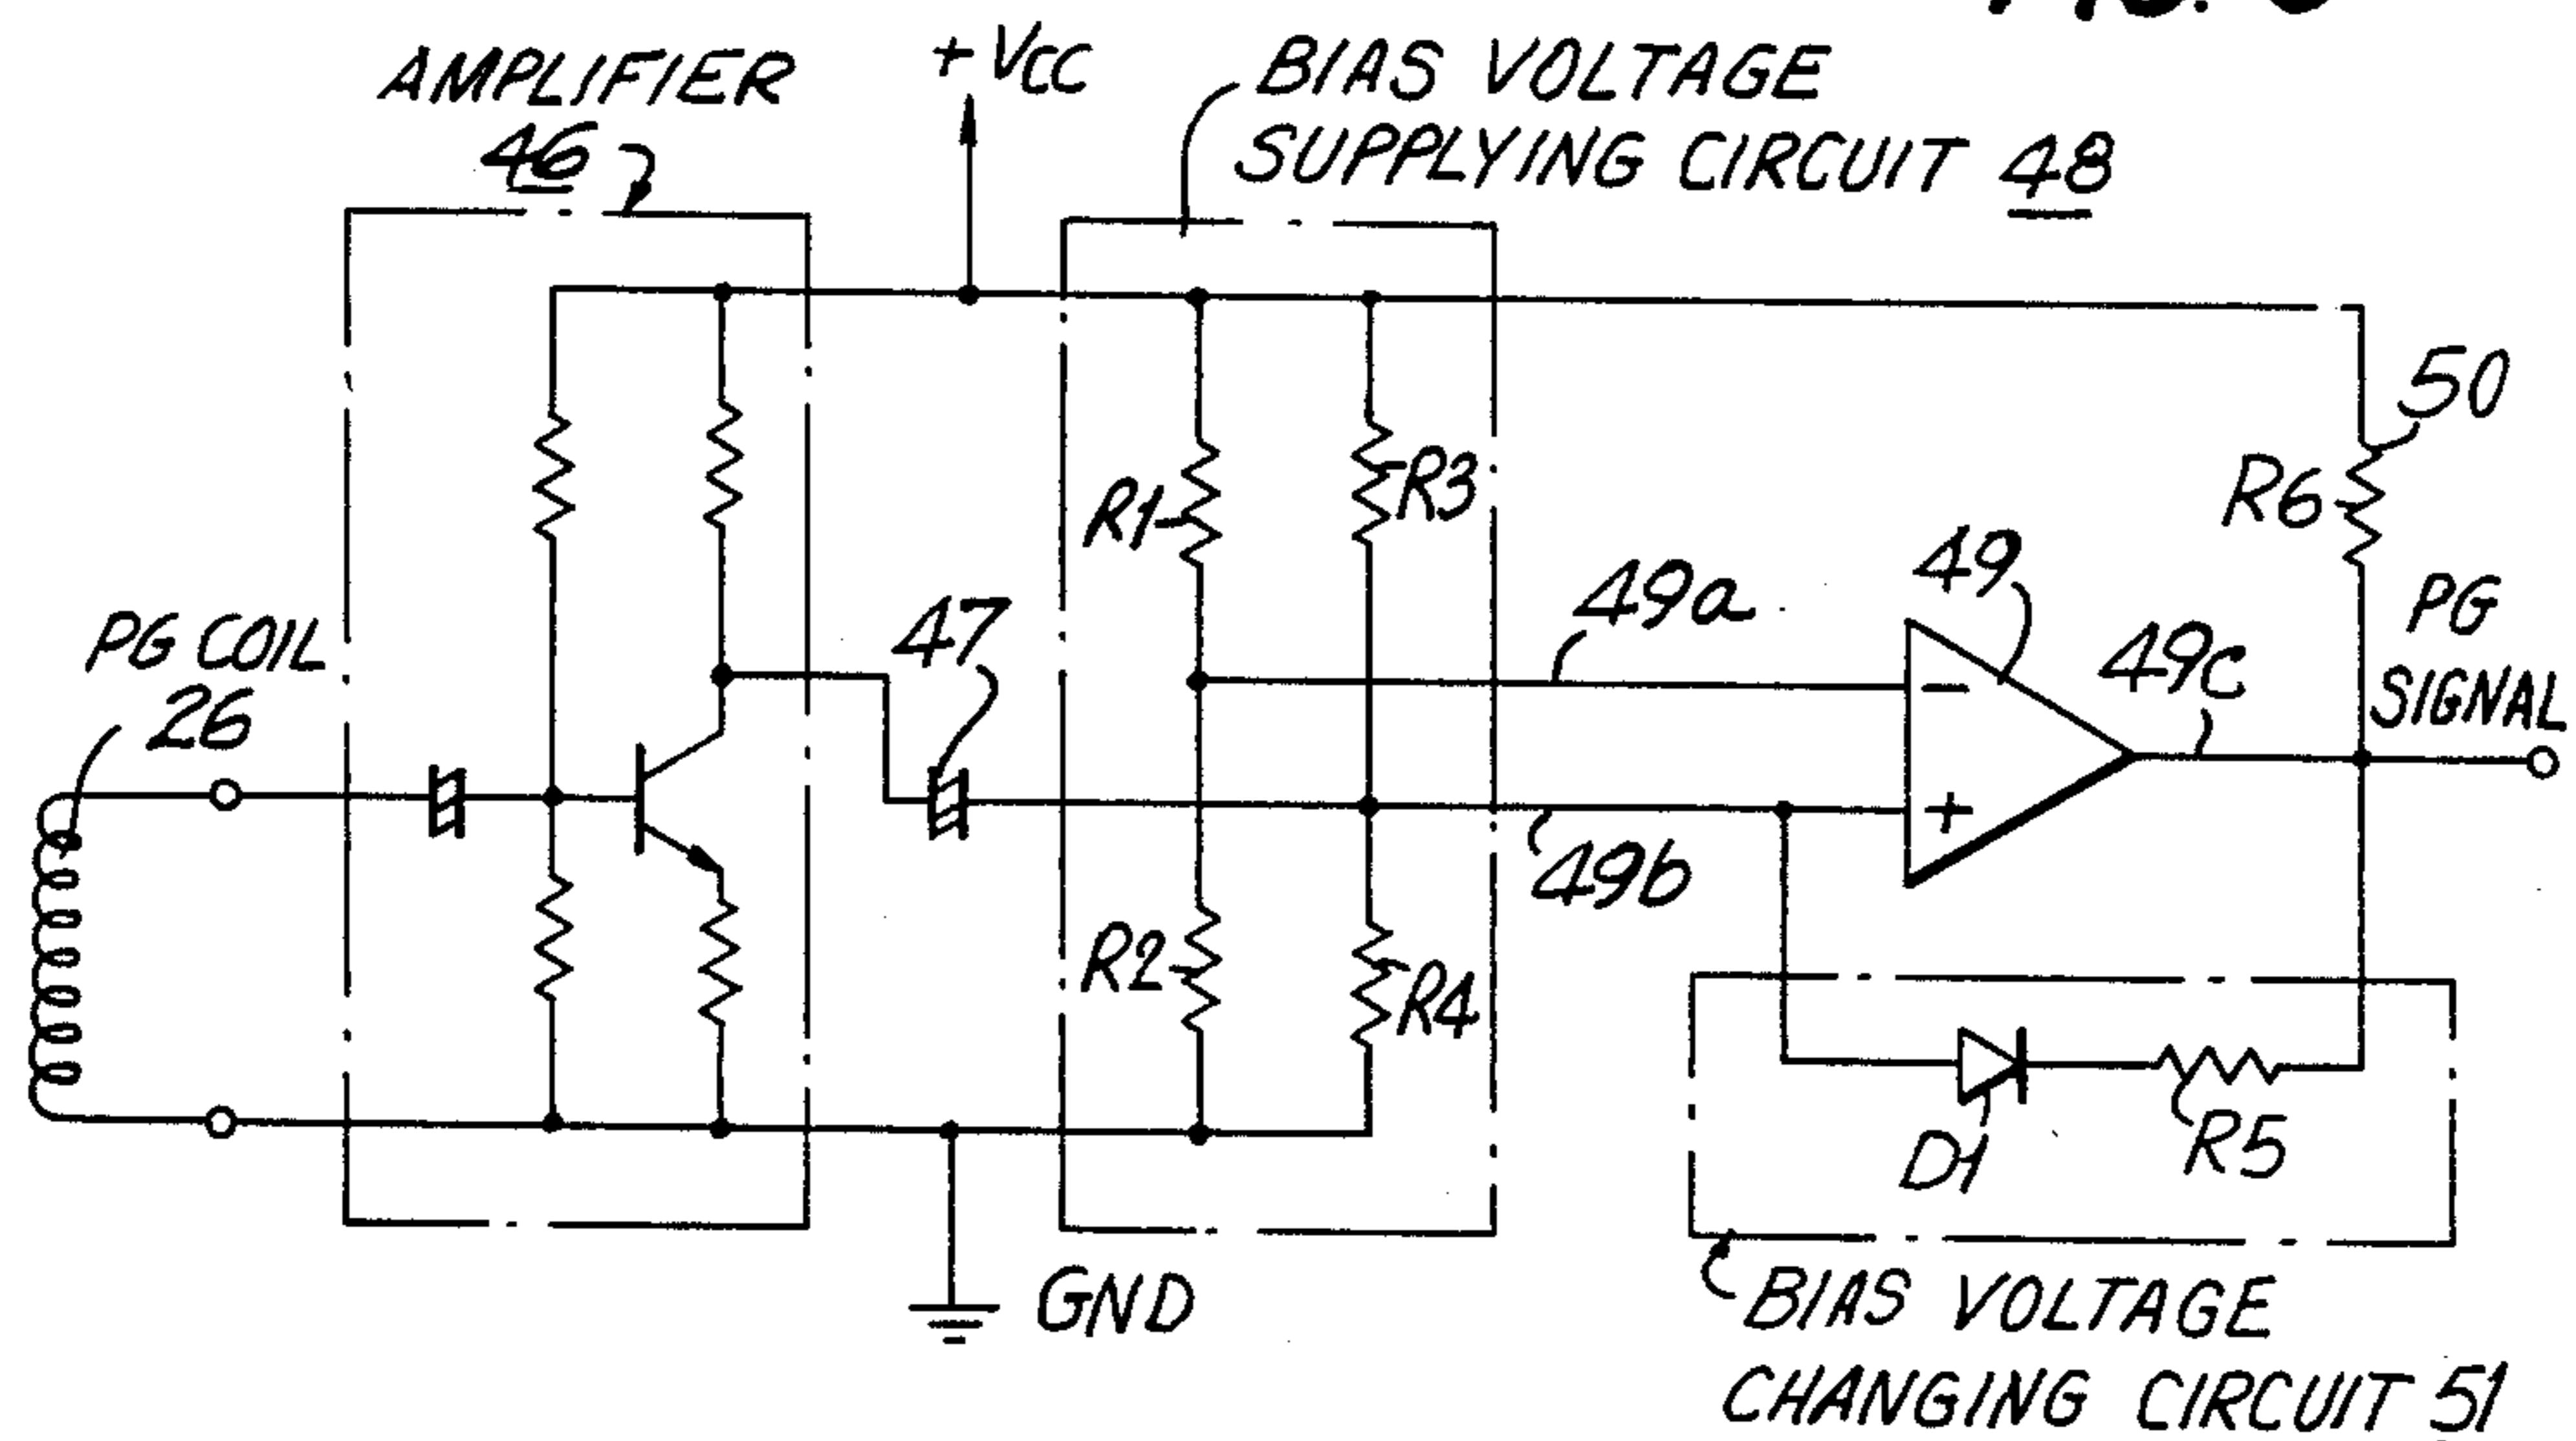 AMPLIFIER
46
+VCC
BIAS VOLTAGE
SUPPLYING CIRCUIT 48
50
R1
R3
R6
49a
49
PG COIL
26
47
49c
PG
SIGNAL
-
+
49b
R2
R4
D1
R5
GND
BIAS VOLTAGE
CHANGING CIRCUIT 51